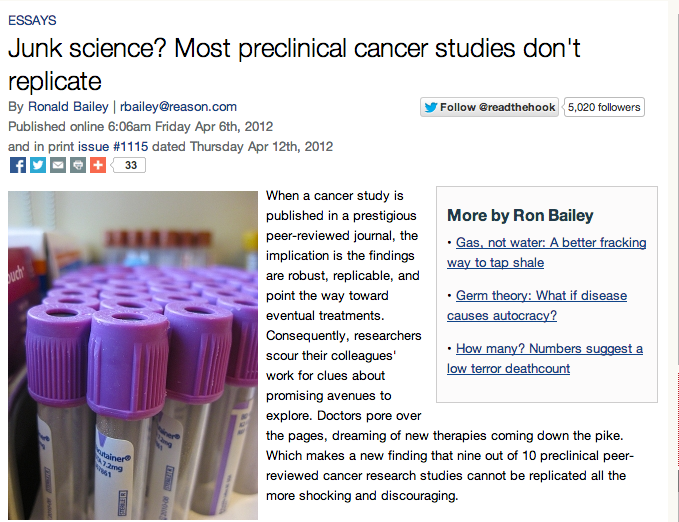 ESSAYS
Junk science? Most preclinical cancer studies don't
replicate
By Ronald Bailey | rbailey@reason.com
Published online 6:06am Friday Apr 6th, 2012
and in print issue #1115 dated Thursday Apr 12th, 2012
33
Follow @readthehook
5,020 followers
When a cancer study is
published in a prestigious
peer-reviewed journal, the
implication is the findings
are robust, replicable, and
point the way toward
eventual treatments.
Consequently, researchers
scour their colleagues'
work for clues about
promising avenues to
explore. Doctors pore over
the pages, dreaming of new therapies coming down the pike.
Which makes a new finding that nine out of 10 preclinical peer-
reviewed cancer research studies cannot be replicated all the
more shocking and discouraging.
More by Ron Bailey
• Gas, not water: A better fracking
way to tap shale
• Germ theory: What if disease
causes autocracy?
• How many? Numbers suggest a
low terror deathcount
7.2mg